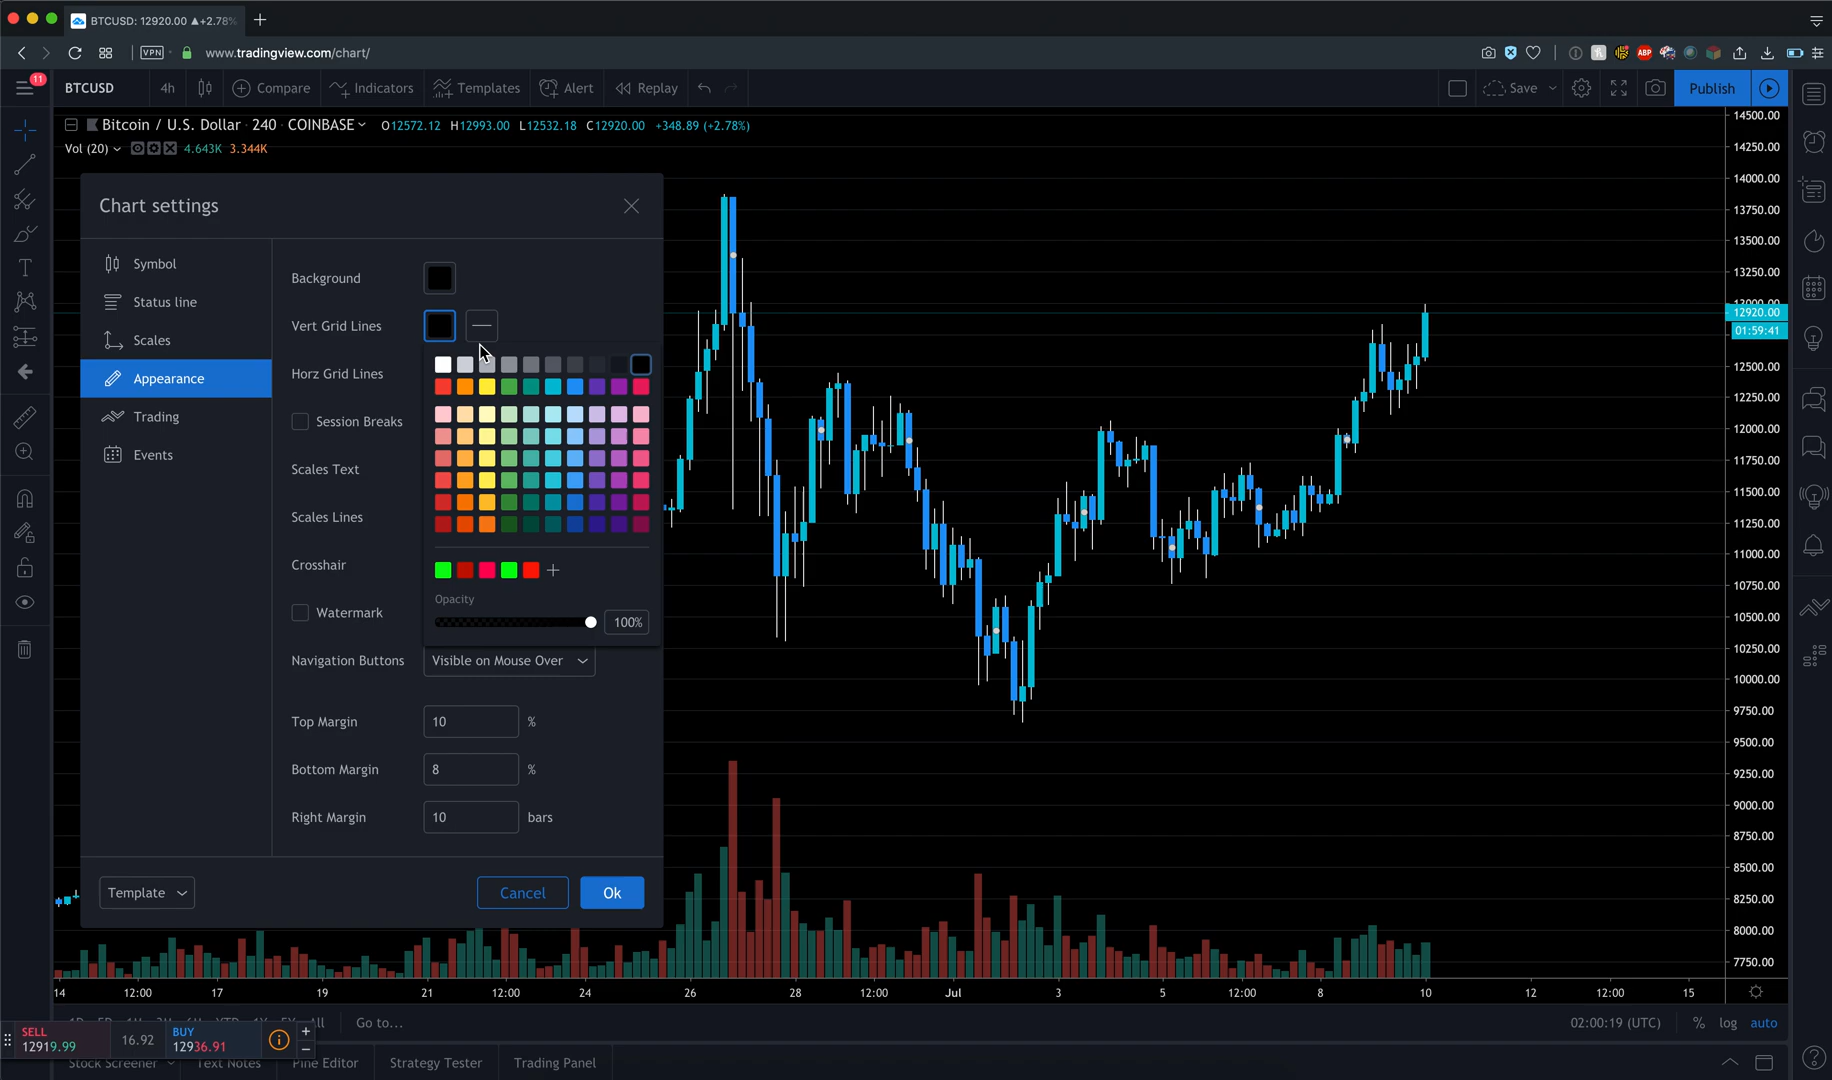 BTCUSD: 12920.00 ▲+2.78%
VPN
www.tradingview.com/chart/
ABP
11
BTCUSD
4h
Compare
Indicators
Templates
Alert
Replay
Save
Publish
Bitcoin / U.S. Dollar 240 COINBASE
O12572.12 H12993.00 L12532.18 C12920.00 +348.89 (+2.78%)
Vol (20)
4.643K 3.344K
Chart settings
Symbol
Status line
Scales
Appearance
Trading
Events
Background
Vert Grid Lines
Horz Grid Lines
Session Breaks
Scales Text
Scales Lines
Crosshair
Opacity
100%
Watermark
Navigation Buttons
Visible on Mouse Over
Top Margin
10
%
Bottom Margin
8
%
Right Margin
10
bars
Template
Cancel
Ok
14500.00
14250.00
14000.00
13750.00
13500.00
13250.00
13000.00
12920.00
01:59:41
12500.00
12250.00
12000.00
11750.00
11500.00
11250.00
11000.00
10750.00
10500.00
10250.00
10000.00
9750.00
9500.00
9250.00
9000.00
8750.00
8500.00
8250.00
8000.00
7750.00
14 12:00 17 19 21 12:00 24 26 28 12:00 Jul 3 5 12:00 8 10 12 12:00 15
Go to...
02:00:19 (UTC)
% log auto
SELL
12919.99
16.92
BUY
12936.91
Stock Screener
Text Notes
Pine Editor
Strategy Tester
Trading Panel